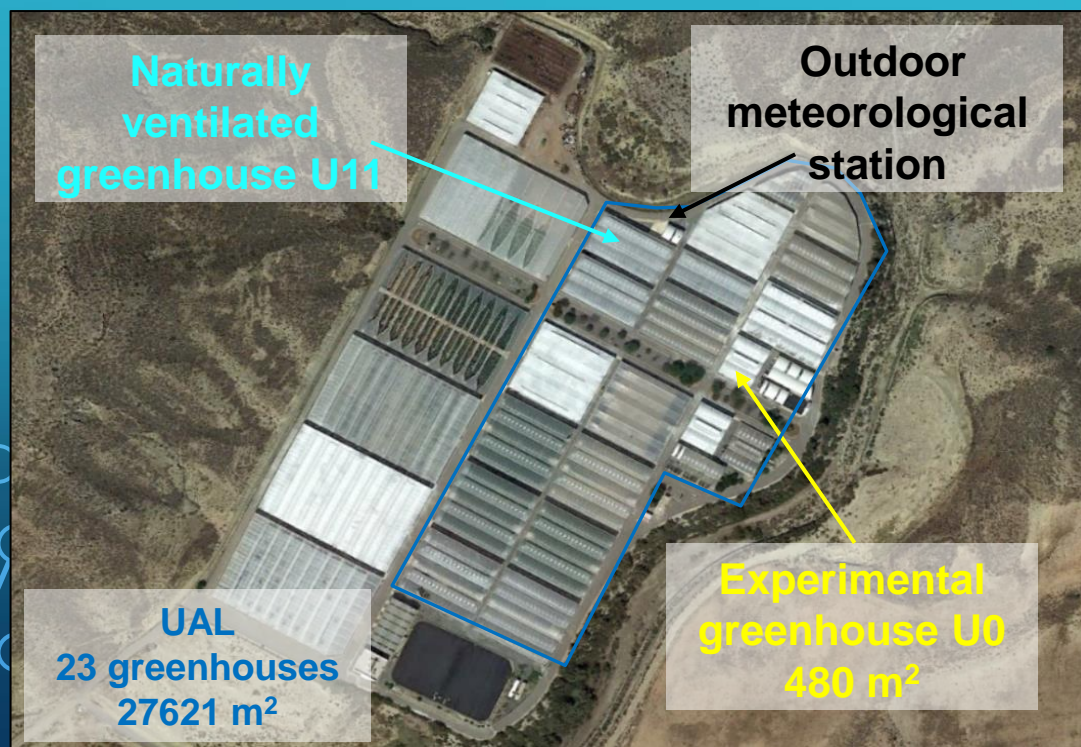 Naturally
ventilated
greenhouse U11
Outdoor
meteorological
station
UAL
23 greenhouses
27621 m²
Experimental
greenhouse U0
480 m²